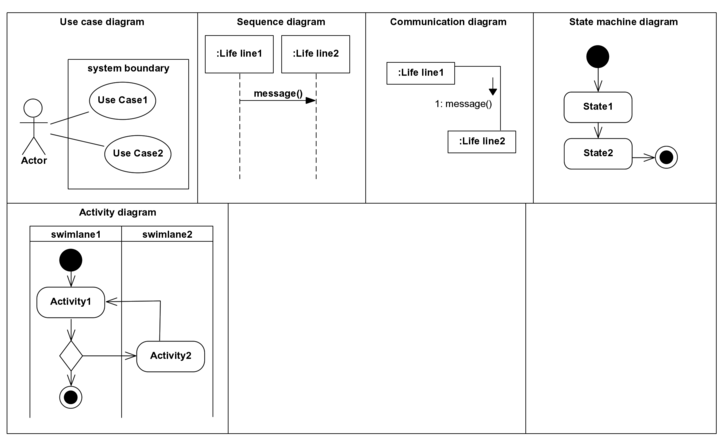 Use case diagram
system boundary
Use Case1
Use Case2
Actor
Sequence diagram
:Life line1
:Life line2
message()
Communication diagram
:Life line1
1: message()
:Life line2
State machine diagram
State1
State2
Activity diagram
swimlane1
swimlane2
Activity1
Activity2